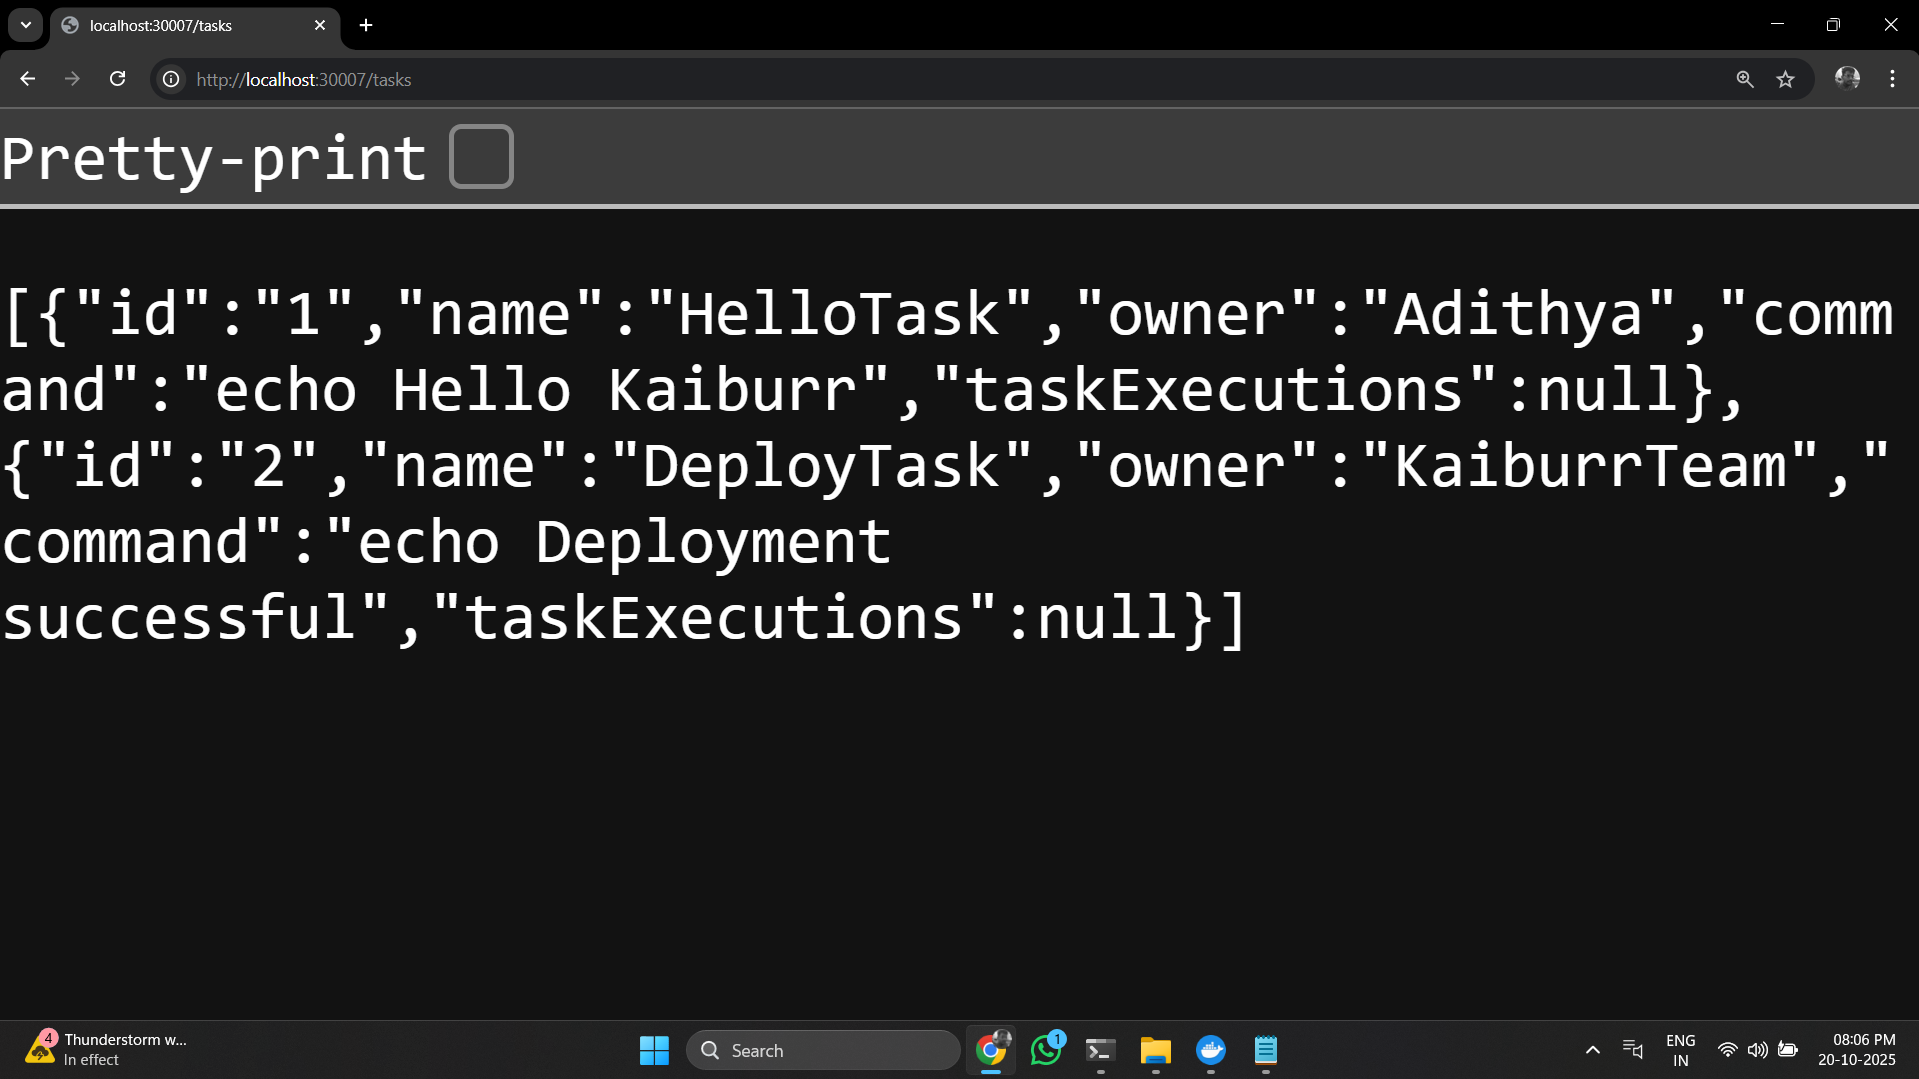 localhost:30007/tasks
http://localhost:30007/tasks
Pretty-print
[{"id":"1","name":"HelloTask","owner":"Adithya","comm
and":"echo Hello Kaiburr","taskExecutions":null},
{"id":"2","name":"DeployTask","owner":"KaiburrTeam","
command":"echo Deployment
successful","taskExecutions":null}]
4
Thunderstorm w...
In effect
Search
1
ENG
IN
08:06 PM
20-10-2025